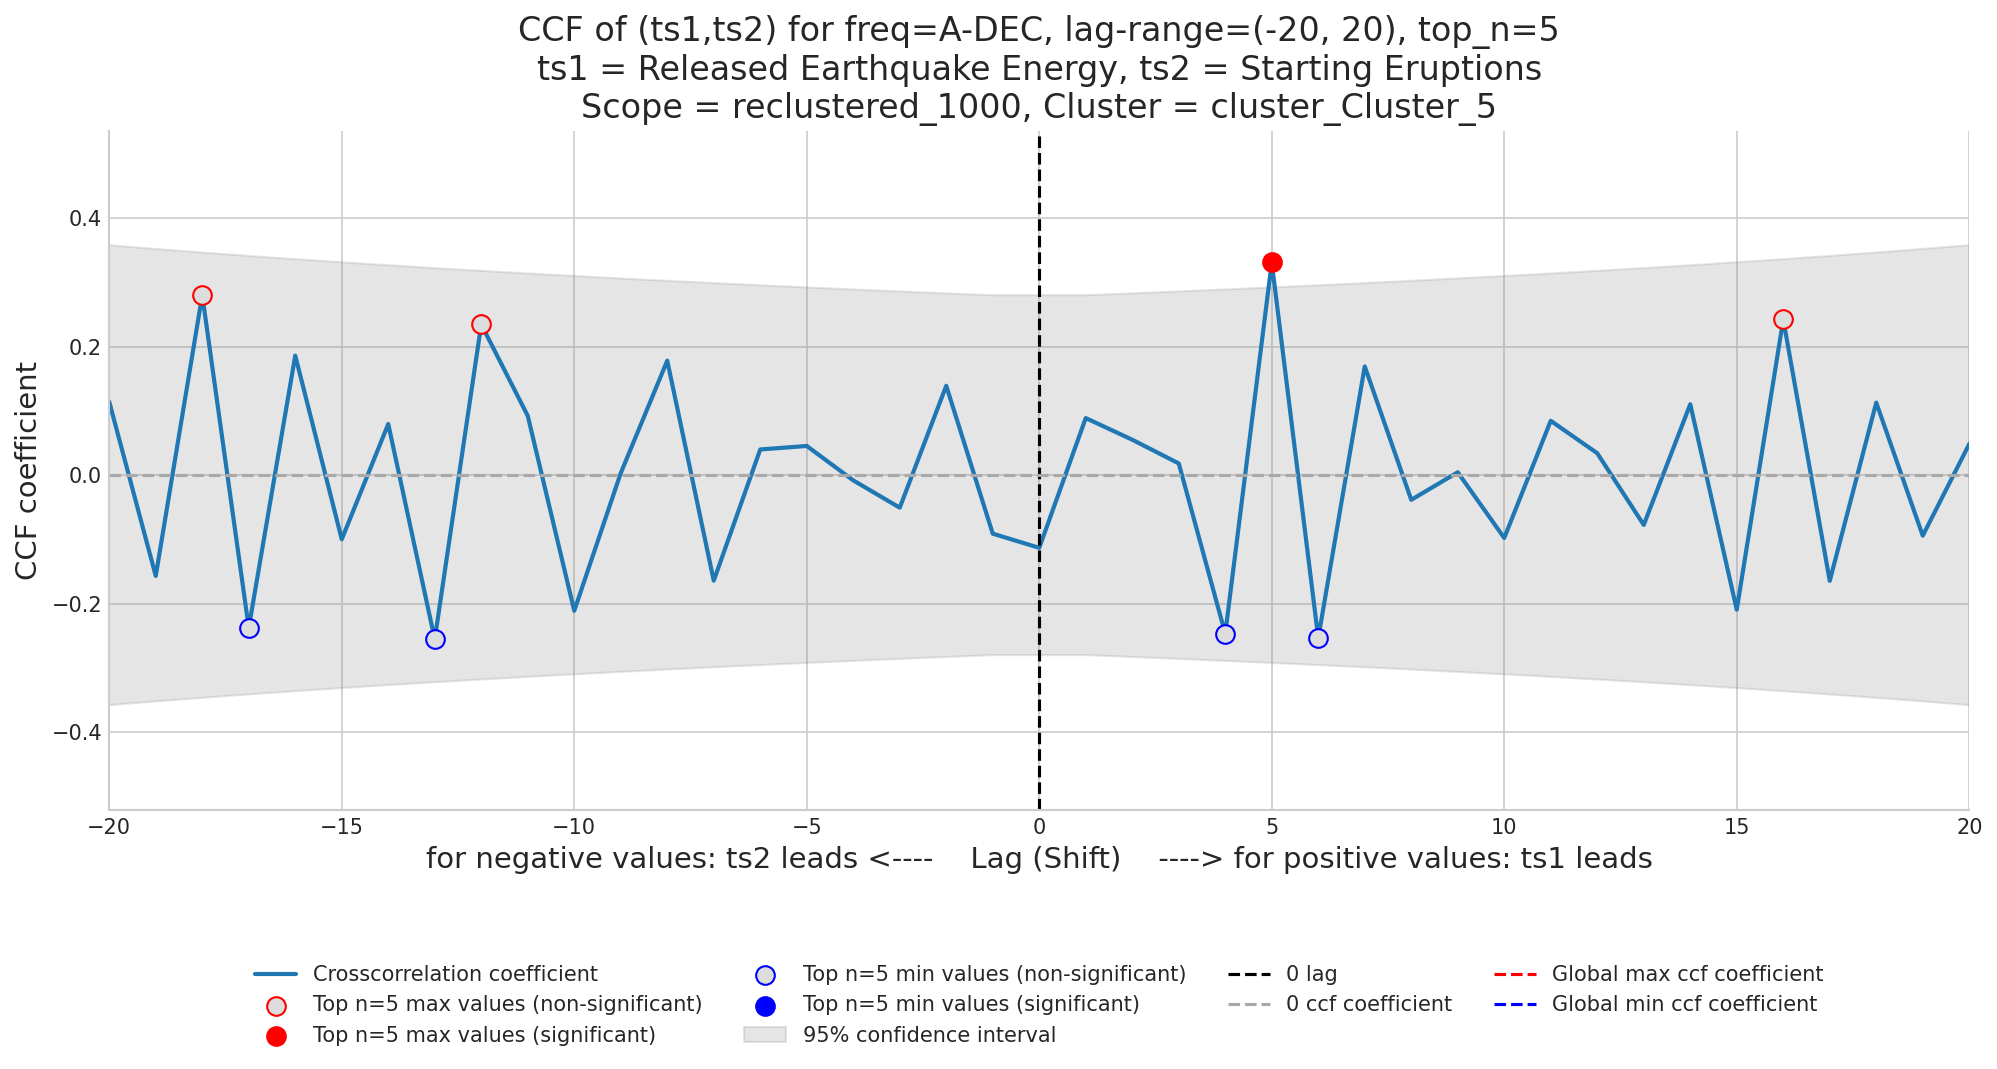 CCF of (ts1,ts2) for freq=A-DEC, lag-range=(-20, 20), top_n=5
ts1 = Released Earthquake Energy, ts2 = Starting Eruptions
Scope = reclustered_1000, Cluster = cluster_Cluster_5
CCF coefficient
0.4
0.2
0.0
−0.2
−0.4
−20 −15 −10 −5 0 5 10 15 20
for negative values: ts2 leads <---- Lag (Shift) ----> for positive values: ts1 leads
Crosscorrelation coefficient
Top n=5 max values (non-significant)
Top n=5 max values (significant)
Top n=5 min values (non-significant)
Top n=5 min values (significant)
95% confidence interval
0 lag
0 ccf coefficient
Global max ccf coefficient
Global min ccf coefficient